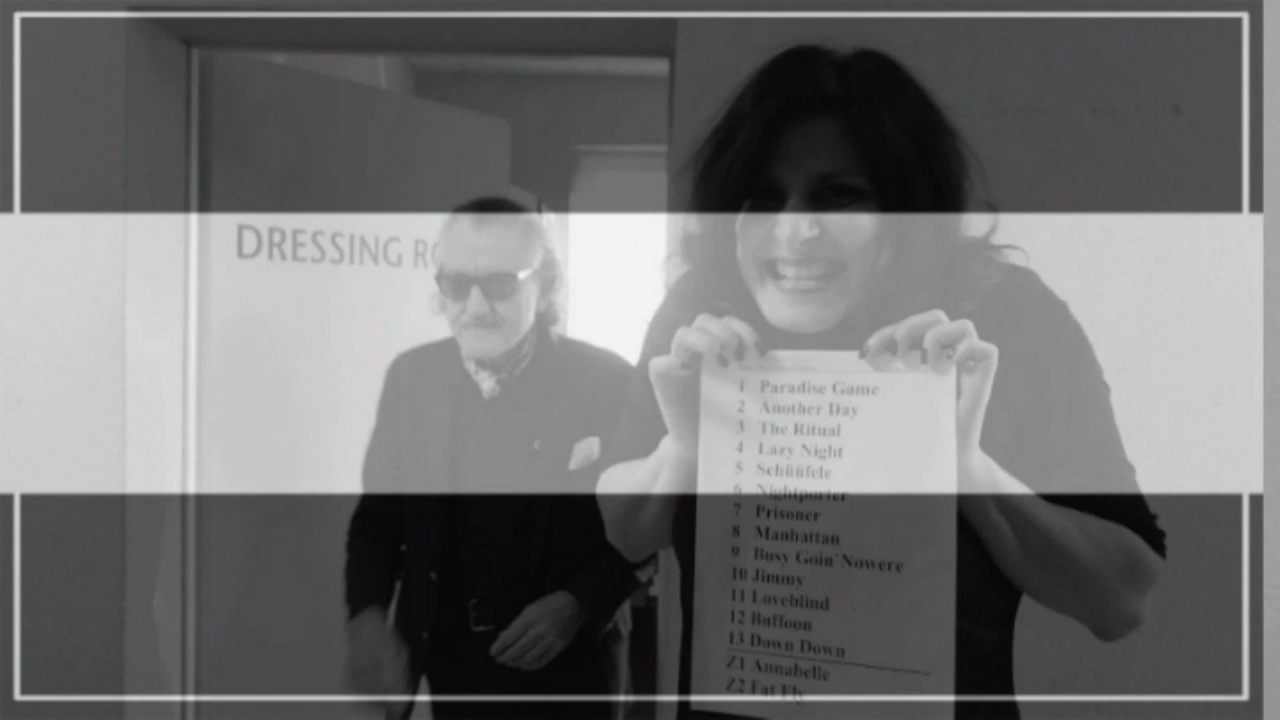 DRESSING
1 Paradise Game
2 Another Day
3 The Ritual
4 Lazy Night
5 Schüüfele
6 Nightporter
7 Prisoner
8 Manhattan
9 Busy Goin' Nowere
10 Jimmy
11 Loveblind
12 Buffoon
13 Down Down
Z1 Annabelle
Z2 Fat Fly